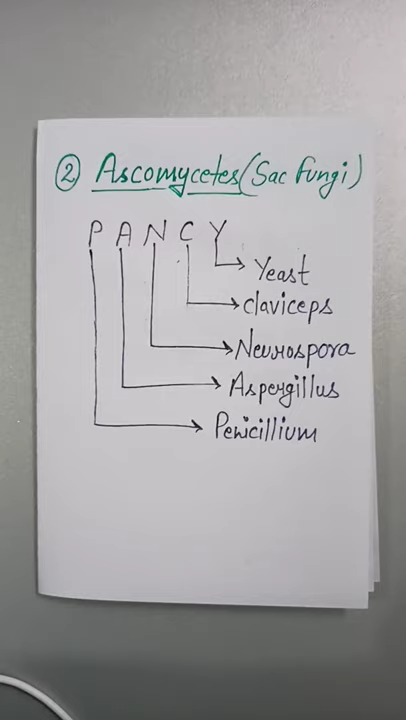 ② Ascomycetes (Sac Fungi)
P A N C Y
Yeast
Claviceps
Neurospora
Aspergillus
Penicillium